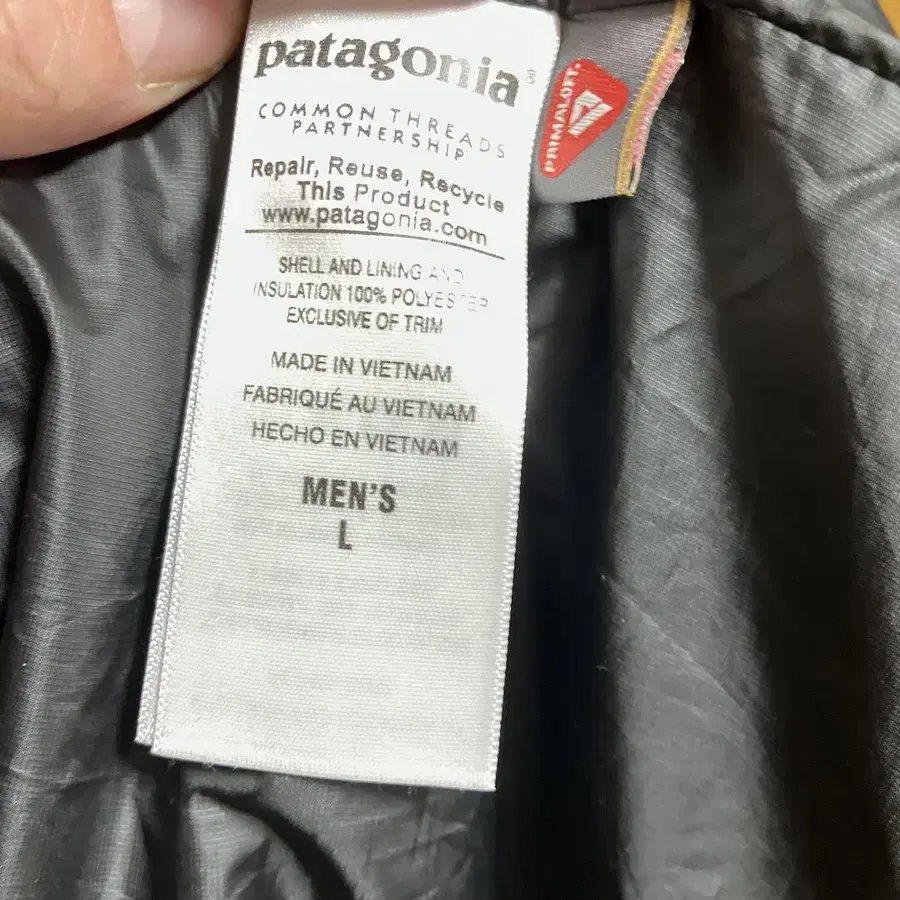 patagonia®
COMMON THREADS
PARTNERSHIP
Repair, Reuse, Recycle
This Product
www.patagonia.com
SHELL AND LINING AND
INSULATION 100% POLYESTER
EXCLUSIVE OF TRIM
MADE IN VIETNAM
FABRIQUÉ AU VIETNAM
HECHO EN VIETNAM
MEN'S
L
PRIMALOFT.